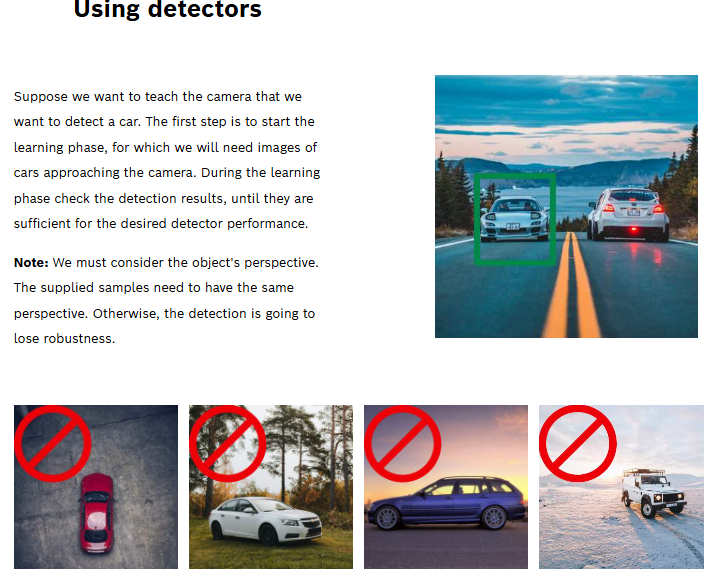 Using detectors
Suppose we want to teach the camera that we
want to detect a car. The first step is to start the
learning phase, for which we will need images of
cars approaching the camera. During the learning
phase check the detection results, until they are
sufficient for the desired detector performance.
Note: We must consider the object's perspective.
The supplied samples need to have the same
perspective. Otherwise, the detection is going to
lose robustness.